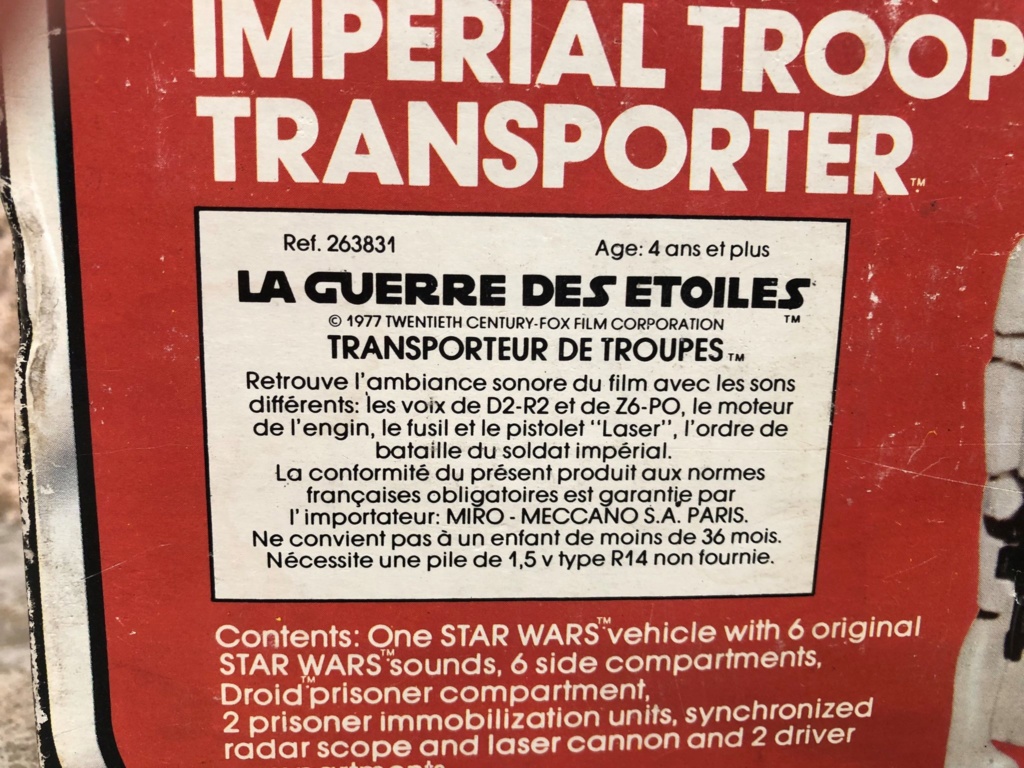 IMPERIAL TROOP
TRANSPORTER™
Ref. 263831 Age: 4 ans et plus
LA GUERRE DES ETOILES™
© 1977 TWENTIETH CENTURY-FOX FILM CORPORATION
TRANSPORTEUR DE TROUPES™
Retrouve l'ambiance sonore du film avec les sons
différents: les voix de D2-R2 et de Z6-PO, le moteur
de l'engin, le fusil et le pistolet "Laser", l'ordre de
bataille du soldat impérial.
La conformité du présent produit aux normes
françaises obligatoires est garantie par
l'importateur: MIRO - MECCANO S.A. PARIS.
Ne convient pas à un enfant de moins de 36 mois.
Nécessite une pile de 1,5 v type R14 non fournie.
Contents: One STAR WARS™ vehicle with 6 original
STAR WARS™ sounds, 6 side compartments,
Droid™ prisoner compartment,
2 prisoner immobilization units, synchronized
radar scope and laser cannon and 2 driver